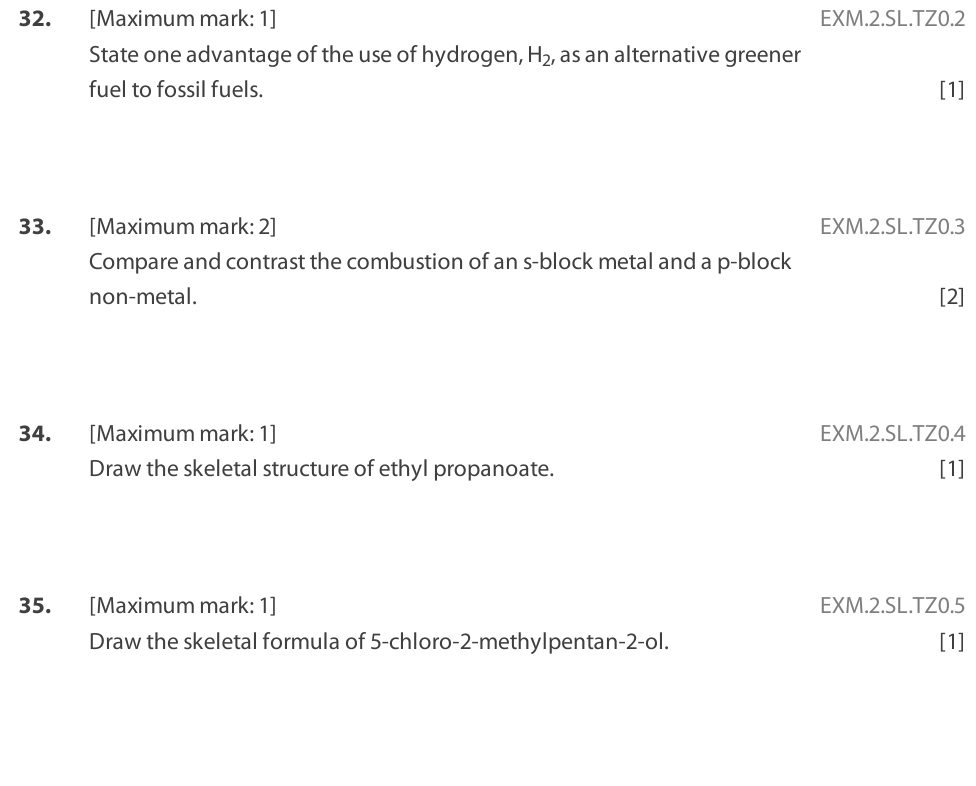 32. [Maximum mark: 1] EXM.2.SL.TZ0.2
State one advantage of the use of hydrogen, H₂, as an alternative greener
fuel to fossil fuels. [1]
33. [Maximum mark: 2] EXM.2.SL.TZ0.3
Compare and contrast the combustion of an s-block metal and a p-block
non-metal. [2]
34. [Maximum mark: 1] EXM.2.SL.TZ0.4
Draw the skeletal structure of ethyl propanoate. [1]
35. [Maximum mark: 1] EXM.2.SL.TZ0.5
Draw the skeletal formula of 5-chloro-2-methylpentan-2-ol. [1]